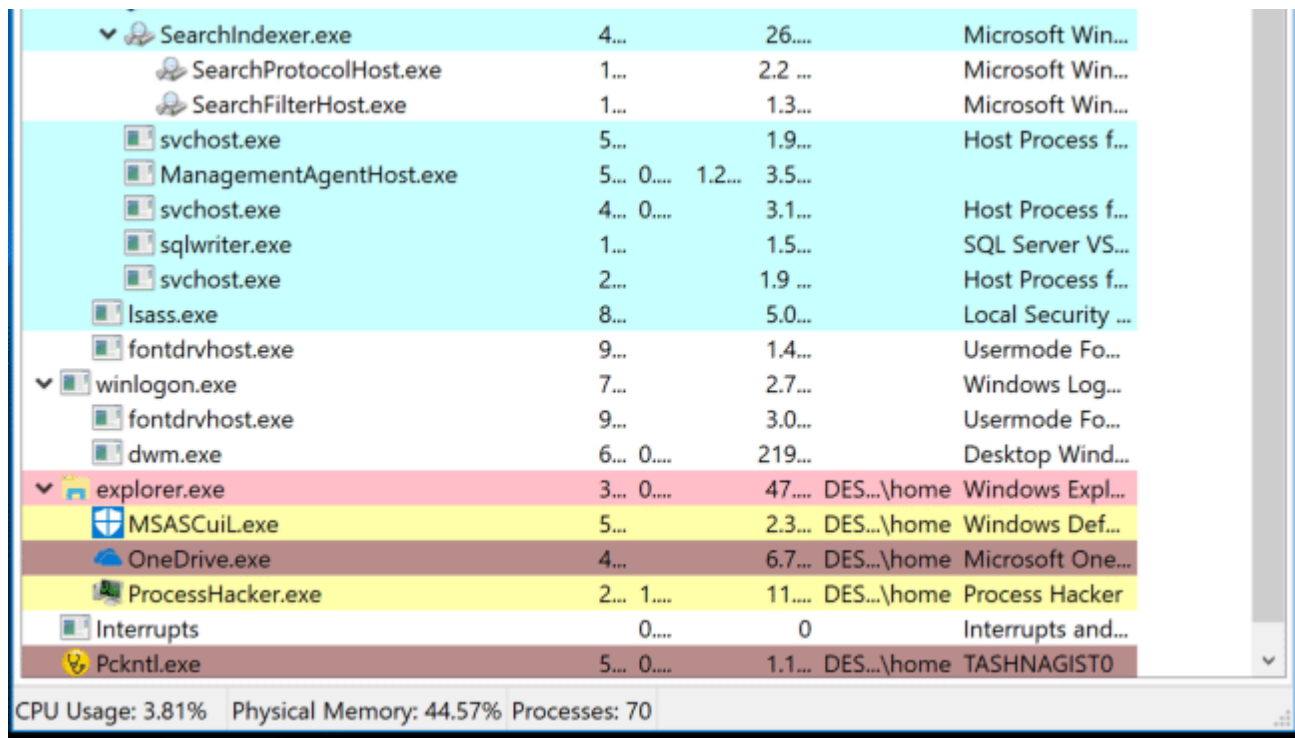 SearchIndexer.exe 4... 26.... Microsoft Win...
SearchProtocolHost.exe 1... 2.2 ... Microsoft Win...
SearchFilterHost.exe 1... 1.3... Microsoft Win...
svchost.exe 5... 1.9... Host Process f...
ManagementAgentHost.exe 5... 0.... 1.2... 3.5...
svchost.exe 4... 0.... 3.1... Host Process f...
sqlwriter.exe 1... 1.5... SQL Server VS...
svchost.exe 2... 1.9 ... Host Process f...
lsass.exe 8... 5.0... Local Security ...
fontdrvhost.exe 9... 1.4... Usermode Fo...
winlogon.exe 7... 2.7... Windows Log...
fontdrvhost.exe 9... 3.0... Usermode Fo...
dwm.exe 6... 0.... 219... Desktop Wind...
explorer.exe 3... 0.... 47.... DES...\home Windows Expl...
MSASCuiL.exe 5... 2.3... DES...\home Windows Def...
OneDrive.exe 4... 6.7... DES...\home Microsoft One...
ProcessHacker.exe 2... 1.... 11.... DES...\home Process Hacker
Interrupts 0.... 0 Interrupts and...
Pckntl.exe 5... 0.... 1.1... DES...\home TASHNAGIST0
CPU Usage: 3.81% Physical Memory: 44.57% Processes: 70